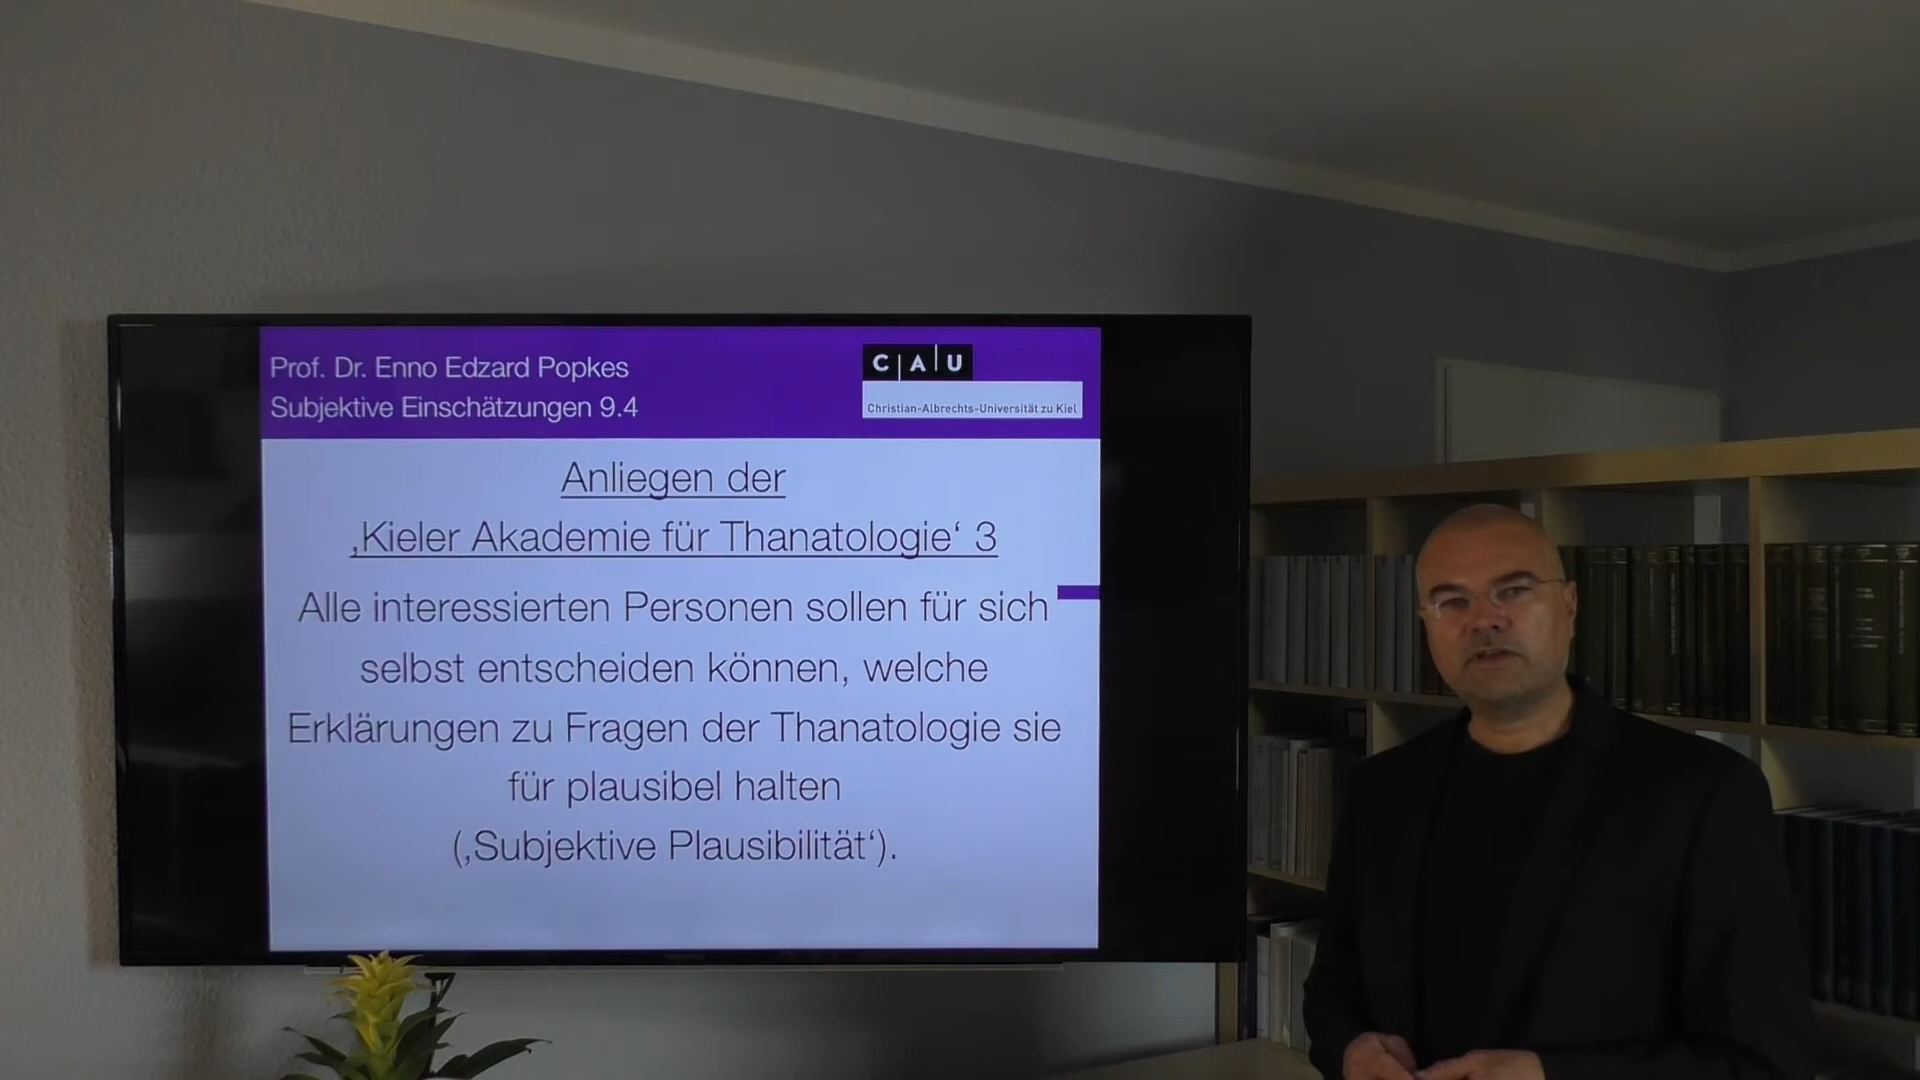 Prof. Dr. Enno Edzard Popkes
Subjektive Einschätzungen 9.4
C|A|U
Christian-Albrechts-Universität zu Kiel
Anliegen der
‚Kieler Akademie für Thanatologie‘ 3
Alle interessierten Personen sollen für sich
selbst entscheiden können, welche
Erklärungen zu Fragen der Thanatologie sie
für plausibel halten
(‚Subjektive Plausibilität‘).